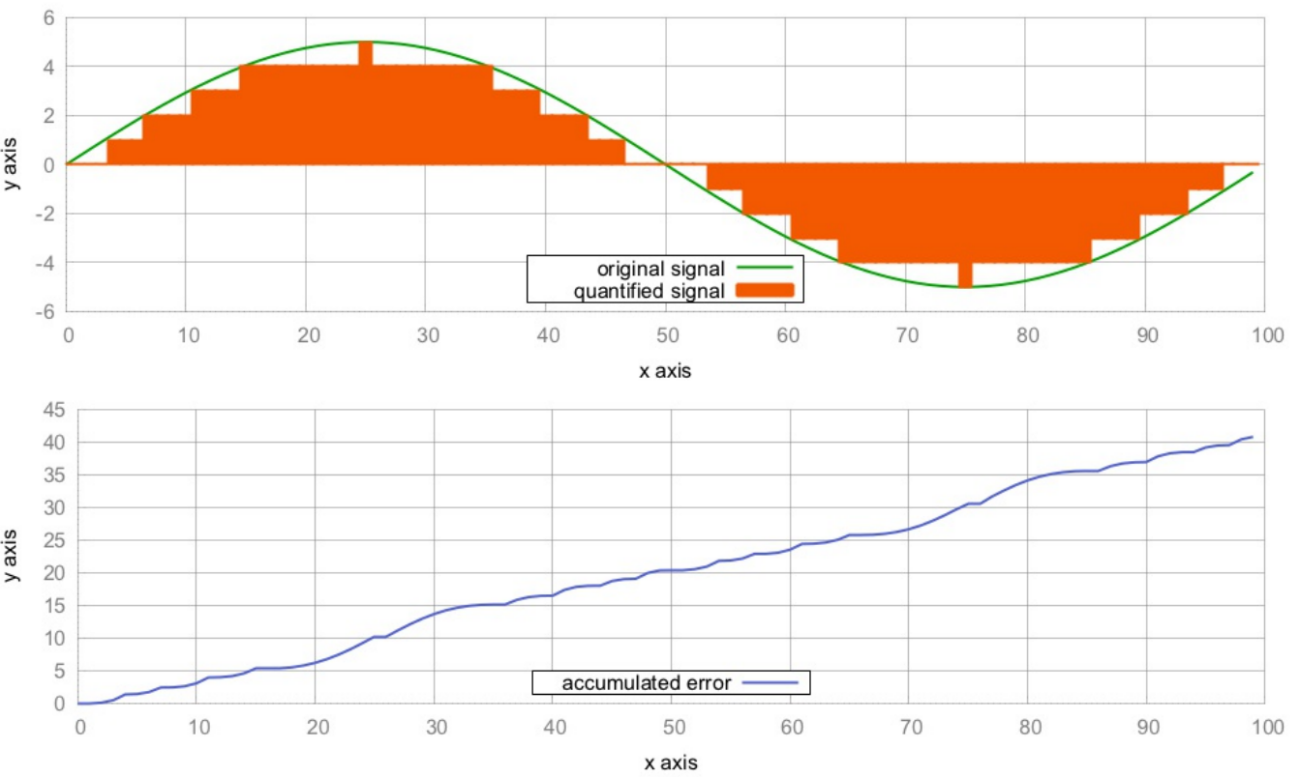 6
4
2
0
-2
-4
-6
y axis
original signal
quantified signal
0 10 20 30 40 50 60 70 80 90 100
x axis
45
40
35
30
25
20
15
10
5
0
y axis
accumulated error
0 10 20 30 40 50 60 70 80 90 100
x axis